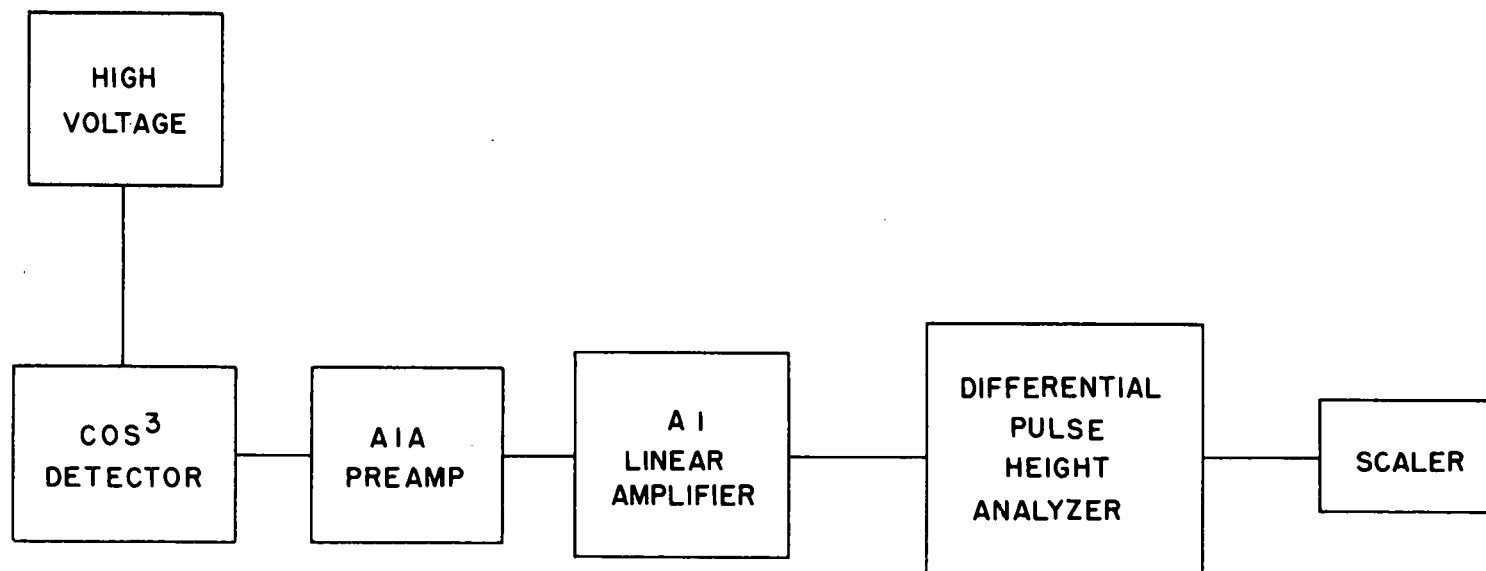 HIGH
VOLTAGE
COS³
DETECTOR
A1A
PREAMP
A1
LINEAR
AMPLIFIER
DIFFERENTIAL
PULSE
HEIGHT
ANALYZER
SCALER